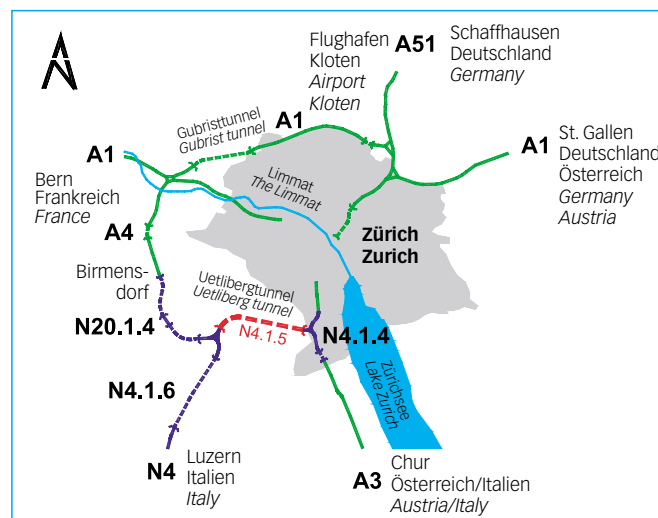 Schaffhausen
Deutschland
Germany
A51
Flughafen
Kloten
Airport
Kloten
A1
Gubristtunnel
Gubrist tunnel
A1
St. Gallen
Deutschland
Österreich
Germany
Austria
A1
Bern
Frankreich
France
Limmat
The Limmat
A4
Zürich
Zurich
Birmens-
dorf
Uetlibergtunnel
Uetliberg tunnel
N20.1.4
N4.1.5
N4.1.4
Zürichsee
Lake Zurich
N4.1.6
N4
Luzern
Italien
Italy
A3
Chur
Österreich/Italien
Austria/Italy